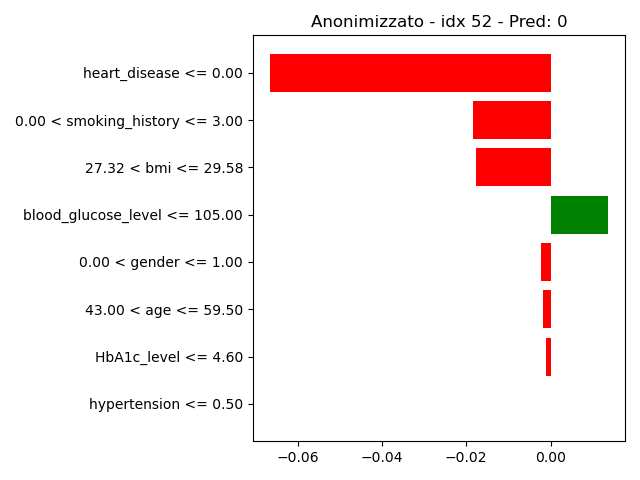 Anonimizzato - idx 52 - Pred: 0
heart_disease <= 0.00
0.00 < smoking_history <= 3.00
27.32 < bmi <= 29.58
blood_glucose_level <= 105.00
0.00 < gender <= 1.00
43.00 < age <= 59.50
HbA1c_level <= 4.60
hypertension <= 0.50
−0.06 −0.04 −0.02 0.00